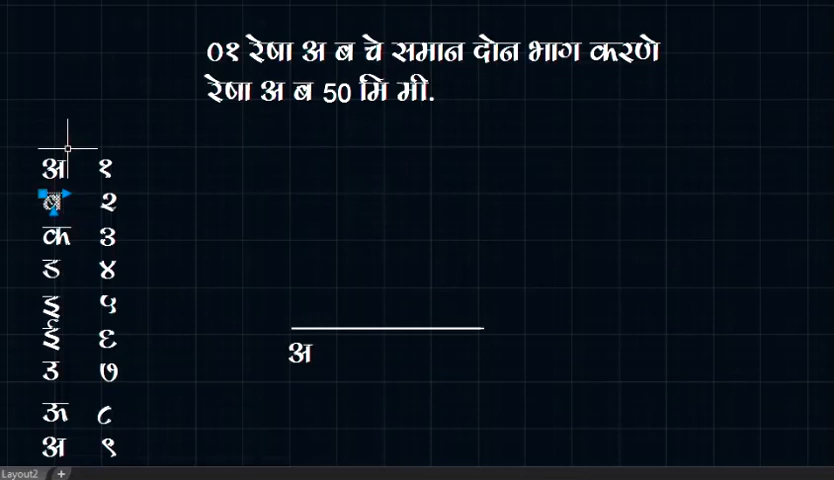 ०१ रेषा अ ब चे समान दोन भाग करणे
रेषा अ ब 50 मि मी.
अ १
ब २
क ३
ड ४
इ ५
ई ६
उ ७
ऊ ८
अ ९
अ
Layout2 +